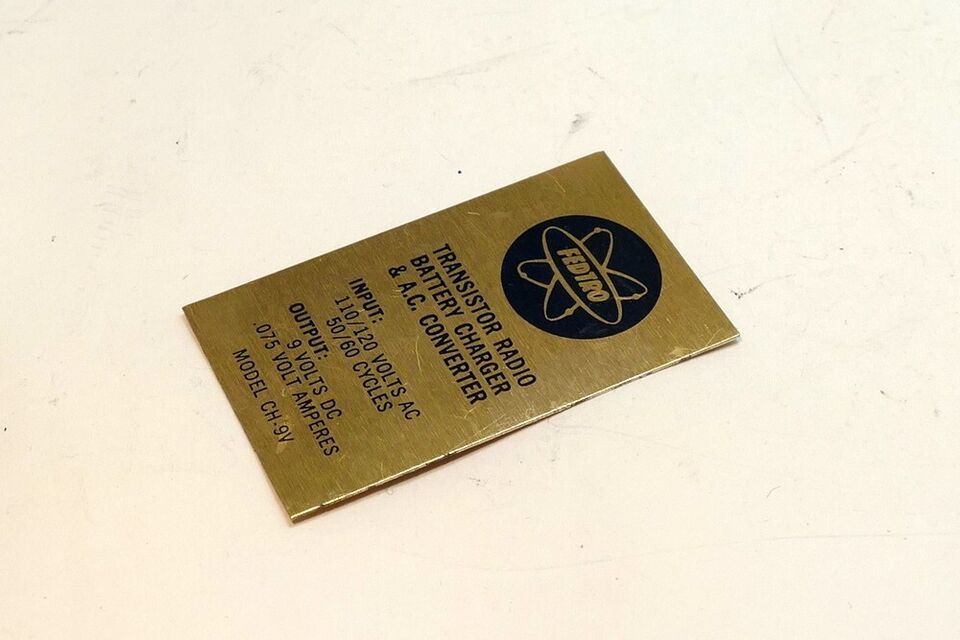 FEDTRO
TRANSISTOR RADIO
BATTERY CHARGER
& A.C. CONVERTER
INPUT:
110/120 VOLTS AC
50/60 CYCLES
OUTPUT:
9 VOLTS DC
.075 VOLT AMPERES
MODEL CH-9V